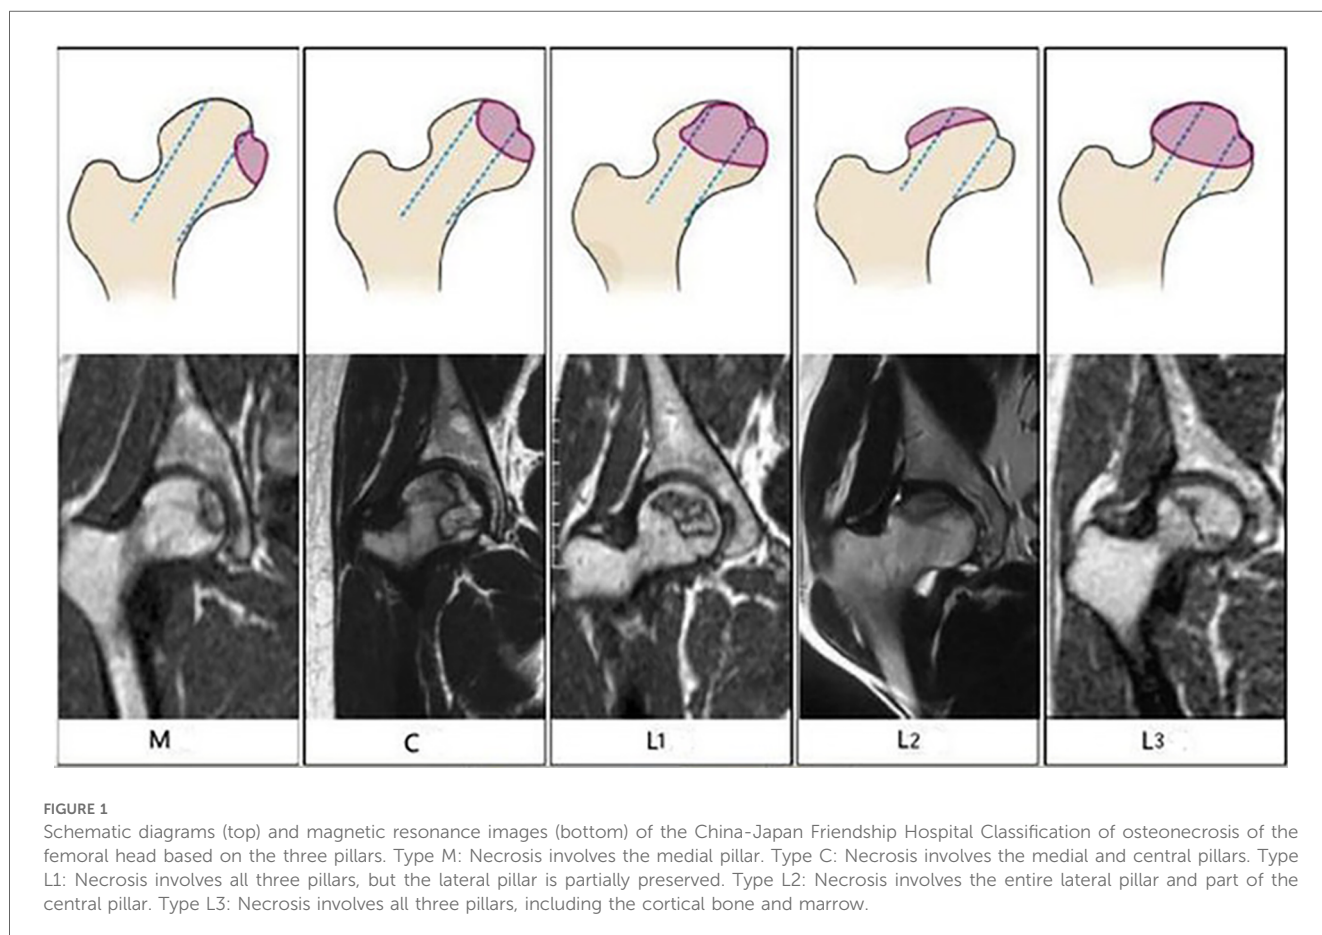 M
C
L1
L2
L3
FIGURE 1
Schematic diagrams (top) and magnetic resonance images (bottom) of the China-Japan Friendship Hospital Classification of osteonecrosis of the
femoral head based on the three pillars. Type M: Necrosis involves the medial pillar. Type C: Necrosis involves the medial and central pillars. Type
L1: Necrosis involves all three pillars, but the lateral pillar is partially preserved. Type L2: Necrosis involves the entire lateral pillar and part of the
central pillar. Type L3: Necrosis involves all three pillars, including the cortical bone and marrow.